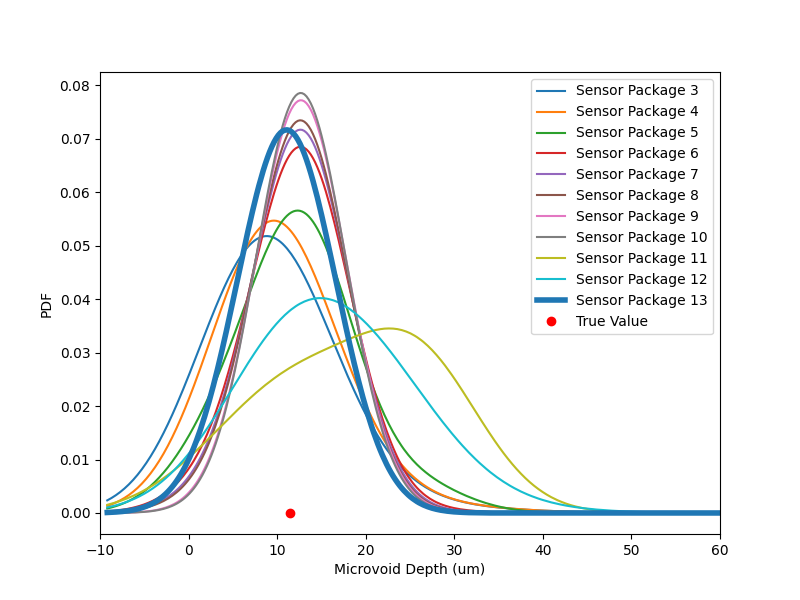 0.08
0.07
0.06
0.05
0.04
0.03
0.02
0.01
0.00
PDF
−10
0
10
20
30
40
50
60
Microvoid Depth (um)
Sensor Package 3
Sensor Package 4
Sensor Package 5
Sensor Package 6
Sensor Package 7
Sensor Package 8
Sensor Package 9
Sensor Package 10
Sensor Package 11
Sensor Package 12
Sensor Package 13
True Value